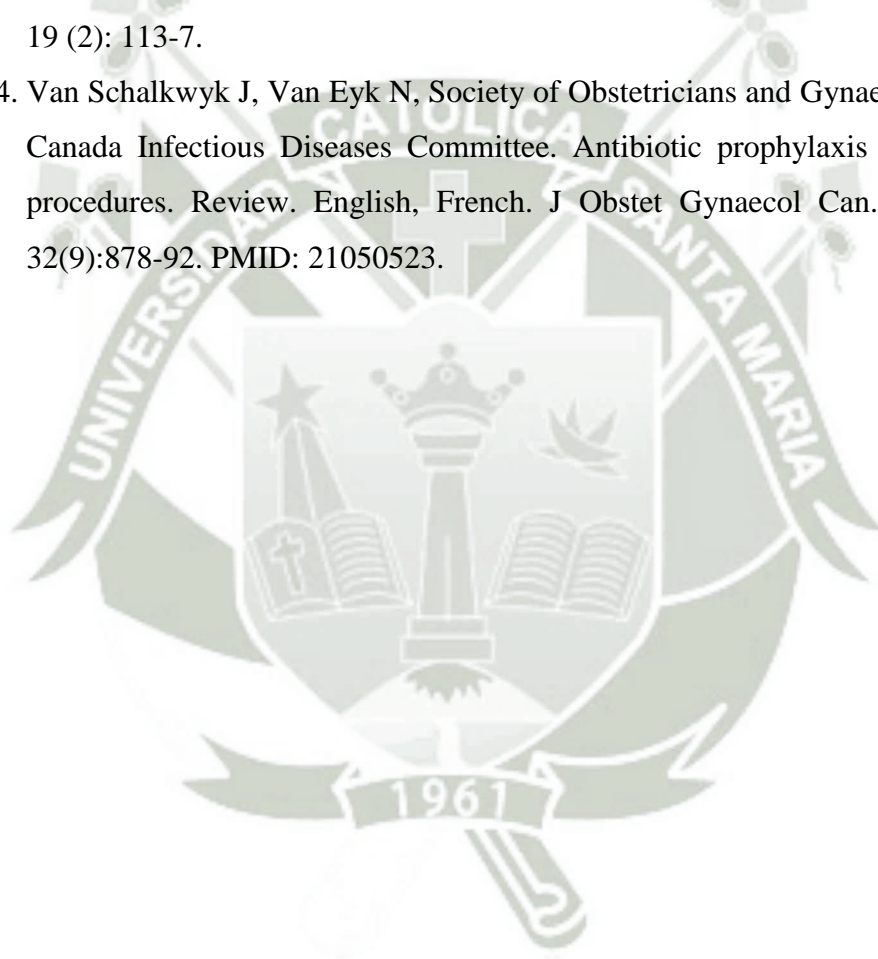 19 (2): 113-7.
4. Van Schalkwyk J, Van Eyk N, Society of Obstetricians and Gynae
Canada Infectious Diseases Committee. Antibiotic prophylaxis
procedures. Review. English, French. J Obstet Gynaecol Can.
32(9):878-92. PMID: 21050523.
UNIVERSIDAD CATOLICA SANTA MARIA
1961